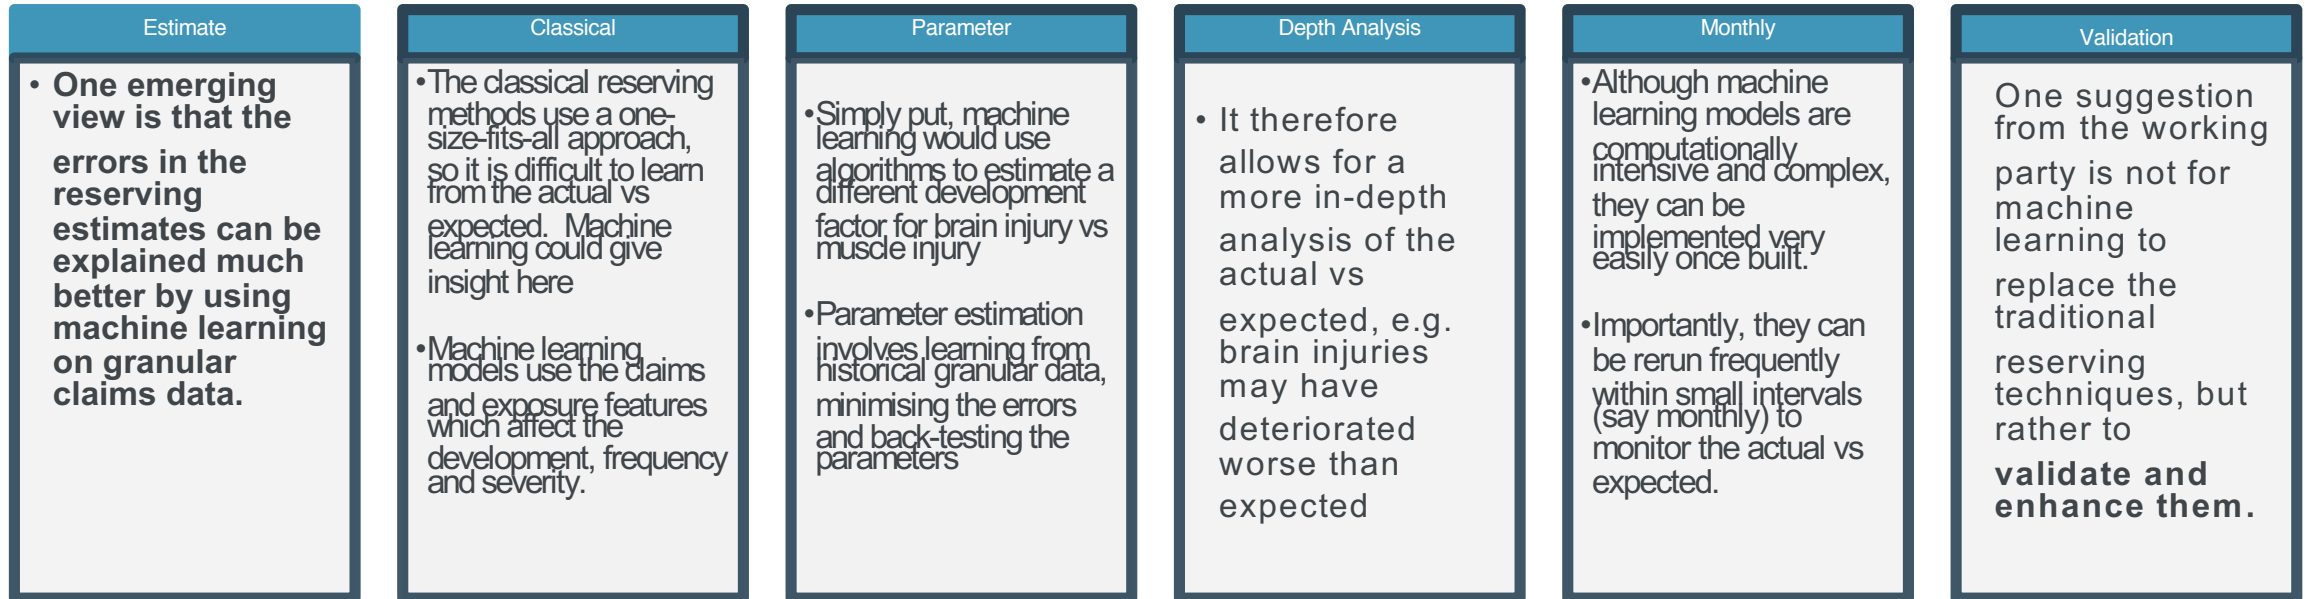 Estimate
• One emerging
view is that the
errors in the
reserving
estimates can be
explained much
better by using
machine learning
on granular
claims data.
Classical
•The classical reserving
methods use a one-
size-fits-all approach,
so it is difficult to learn
from the actual vs
expected. Machine
learning could give
insight here
•Machine learning
models use the claims
and exposure features
which affect the
development, frequency
and severity.
Parameter
•Simply put, machine
learning would use
algorithms to estimate a
different development
factor for brain injury vs
muscle injury
•Parameter estimation
involves learning from
historical granular data,
minimising the errors
and back-testing the
parameters
Depth Analysis
• It therefore
allows for a
more in-depth
analysis of the
actual vs
expected, e.g.
brain injuries
may have
deteriorated
worse than
expected
Monthly
•Although machine
learning models are
computationally
intensive and complex,
they can be
implemented very
easily once built.
•Importantly, they can
be rerun frequently
within small intervals
(say monthly) to
monitor the actual vs
expected.
Validation
One suggestion
from the working
party is not for
machine
learning to
replace the
traditional
reserving
techniques, but
rather to
validate and
enhance them.